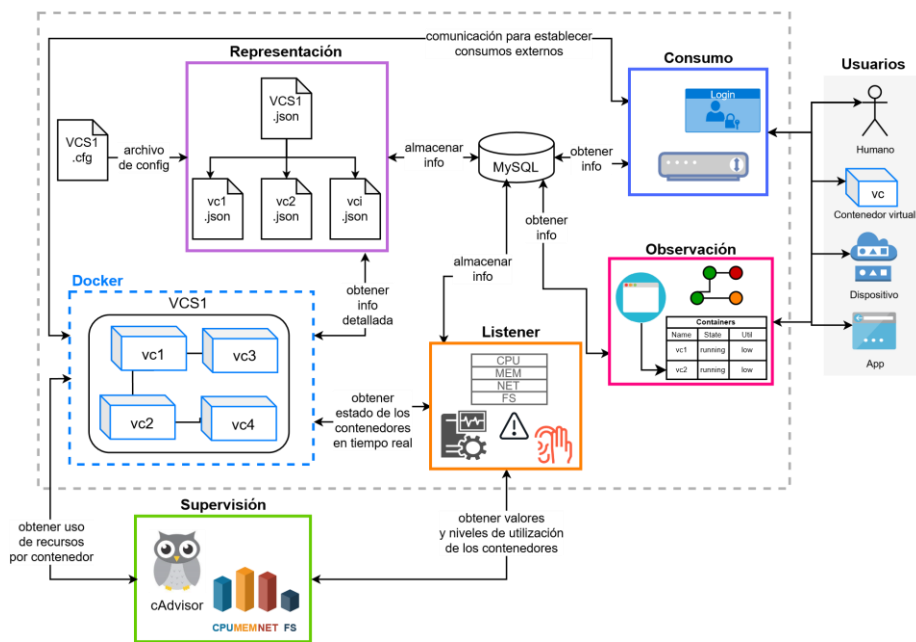 comunicación para establecer
consumos externos
Representación
Consumo
Usuarios
VCS1
.json
VCS1
.cfg
archivo
de config
vc1
.json
vc2
.json
vci
.json
almacenar
info
MySQL
obtener
info
Login
Humano
vc
Contenedor virtual
Dispositivo
App
obtener
info
almacenar
info
Observación
Containers
Name State Util
vc1 running low
vc2 running low
Docker
VCS1
vc1
vc3
vc2
vc4
obtener
info
detallada
Listener
CPU
MEM
NET
FS
obtener
estado de los
contenedores
en tiempo real
Supervisión
obtener uso
de recursos
por contenedor
cAdvisor
CPU MEM NET FS
obtener valores
y niveles de utilización
de los contenedores